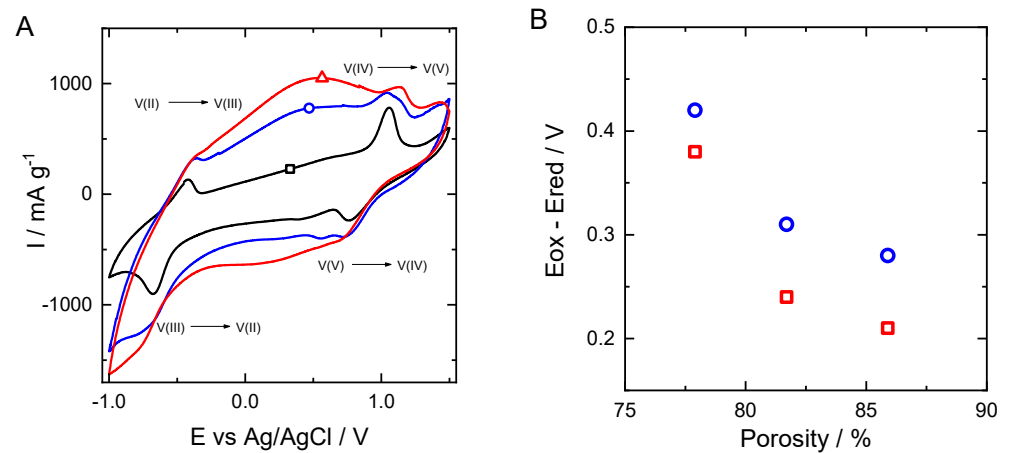 A
I / mA g⁻¹
1000
0
-1000
-1.0 0.0 1.0
E vs Ag/AgCl / V
V(II) ⟶ V(III)
V(IV) ⟶ V(V)
V(V) ⟶ V(IV)
V(III) ⟶ V(II)
B
Eox - Ered / V
0.5
0.4
0.3
0.2
75 80 85 90
Porosity / %